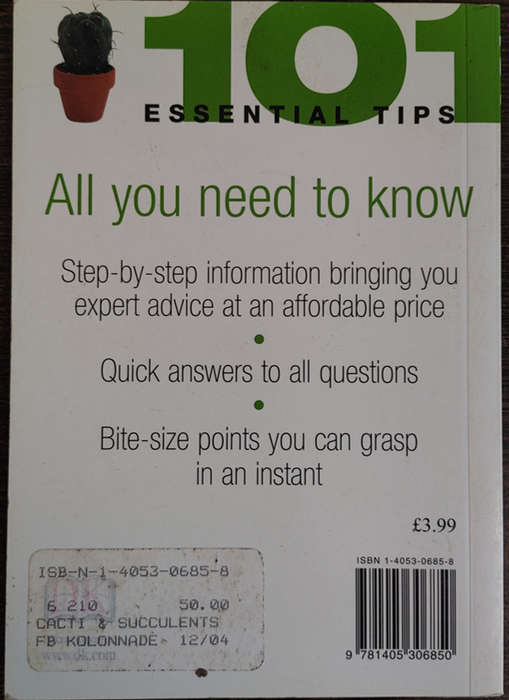 101
ESSENTIAL TIPS
All you need to know
Step-by-step information bringing you
expert advice at an affordable price
Quick answers to all questions
Bite-size points you can grasp
in an instant
£3.99
ISBN 1-4053-0685-8
9 781405 306850
ISB-N-1-4053-0685-8
6 210 50.00
CACTI & SUCCULENTS
FB KOLONNADE 12/04
www.dk.com